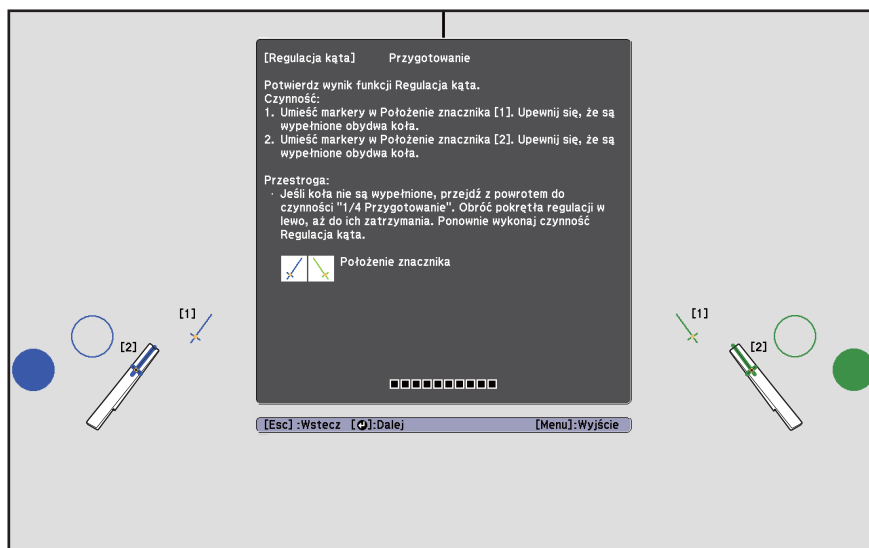 [Regulacja kąta] Przygotowanie
Potwierdz wynik funkcji Regulacja kąta.
Czynność:
1. Umieść markery w Położenie znacznika [1]. Upewnij się, że są
wypełnione obydwa koła.
2. Umieść markery w Położenie znacznika [2]. Upewnij się, że są
wypełnione obydwa koła.
Przestroga:
· Jeśli koła nie są wypełnione, przejdź z powrotem do
czynności "1/4 Przygotowanie". Obróć pokrętła regulacji w
lewo, aż do ich zatrzymania. Ponownie wykonaj czynność
Regulacja kąta.
Położenie znacznika
[1]
[2]
[1]
[2]
[Esc] :Wstecz [↵]:Dalej [Menu]:Wyjście